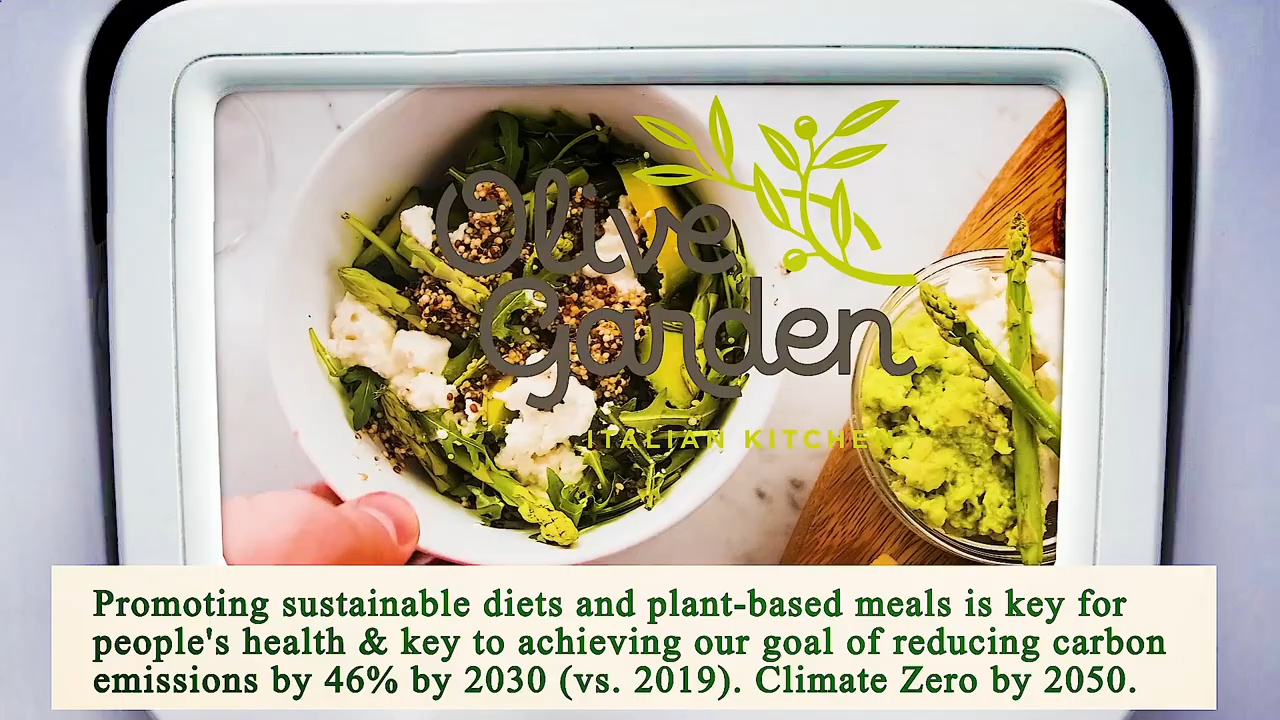 Olive
Garden
ITALIAN KITCHEN
Promoting sustainable diets and plant-based meals is key for
people's health & key to achieving our goal of reducing carbon
emissions by 46% by 2030 (vs. 2019). Climate Zero by 2050.